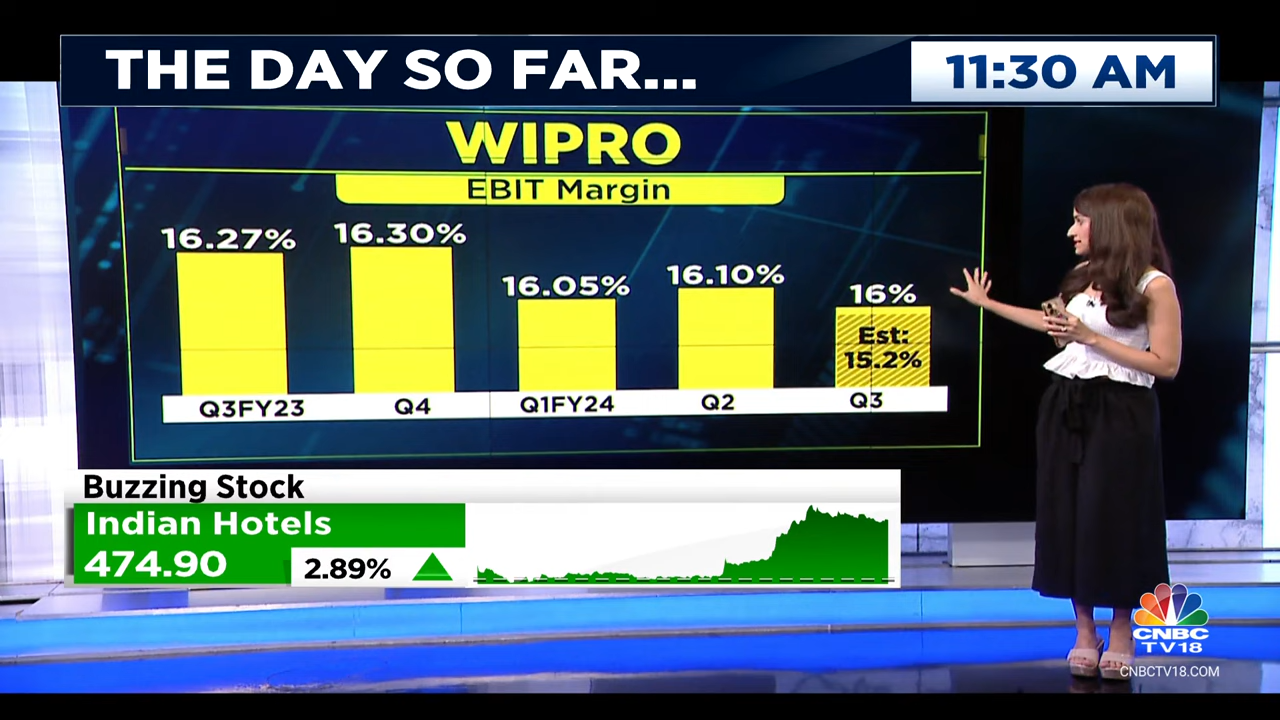 THE DAY SO FAR...
11:30 AM
WIPRO
EBIT Margin
16.27%
16.30%
16.05%
16.10%
16%
Est:
15.2%
Q3FY23
Q4
Q1FY24
Q2
Q3
Buzzing Stock
Indian Hotels
474.90
2.89%
CNBC
TV18
CNBCTV18.COM